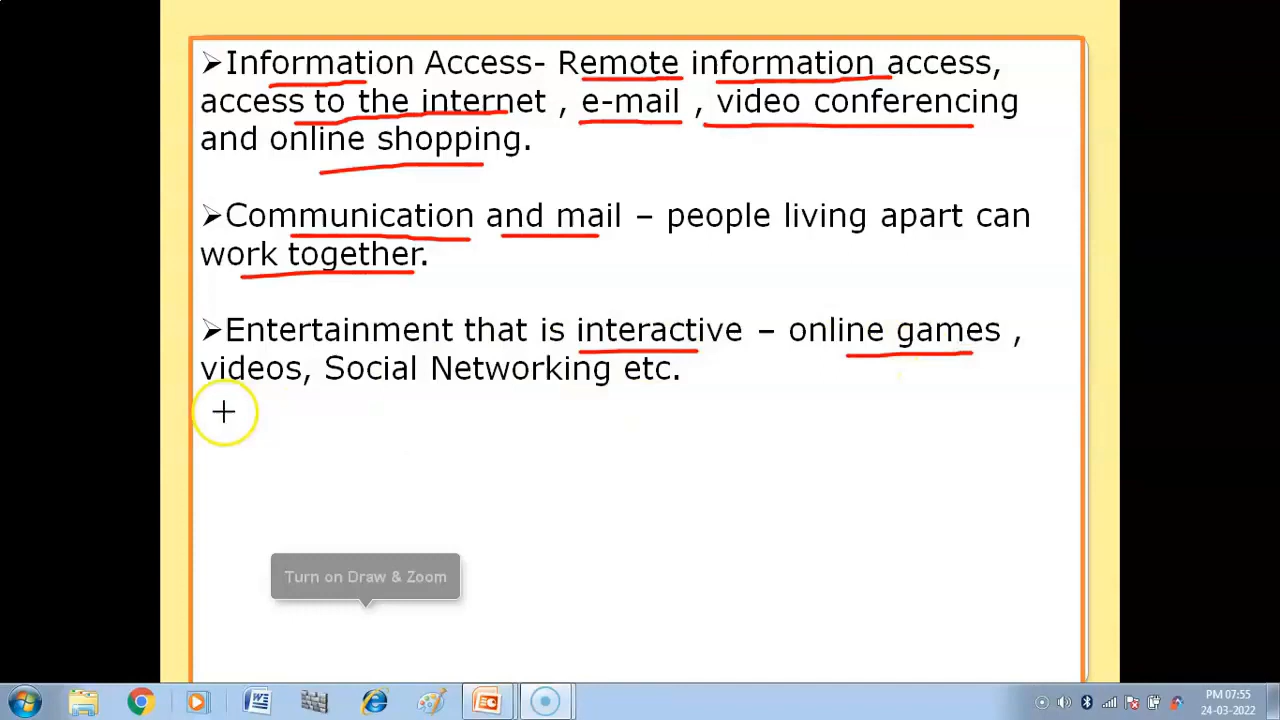 ➢Information Access- Remote information access,
access to the internet , e-mail , video conferencing
and online shopping.
➢Communication and mail – people living apart can
work together.
➢Entertainment that is interactive – online games ,
videos, Social Networking etc.
Turn on Draw & Zoom
PM 07:55
24-03-2022